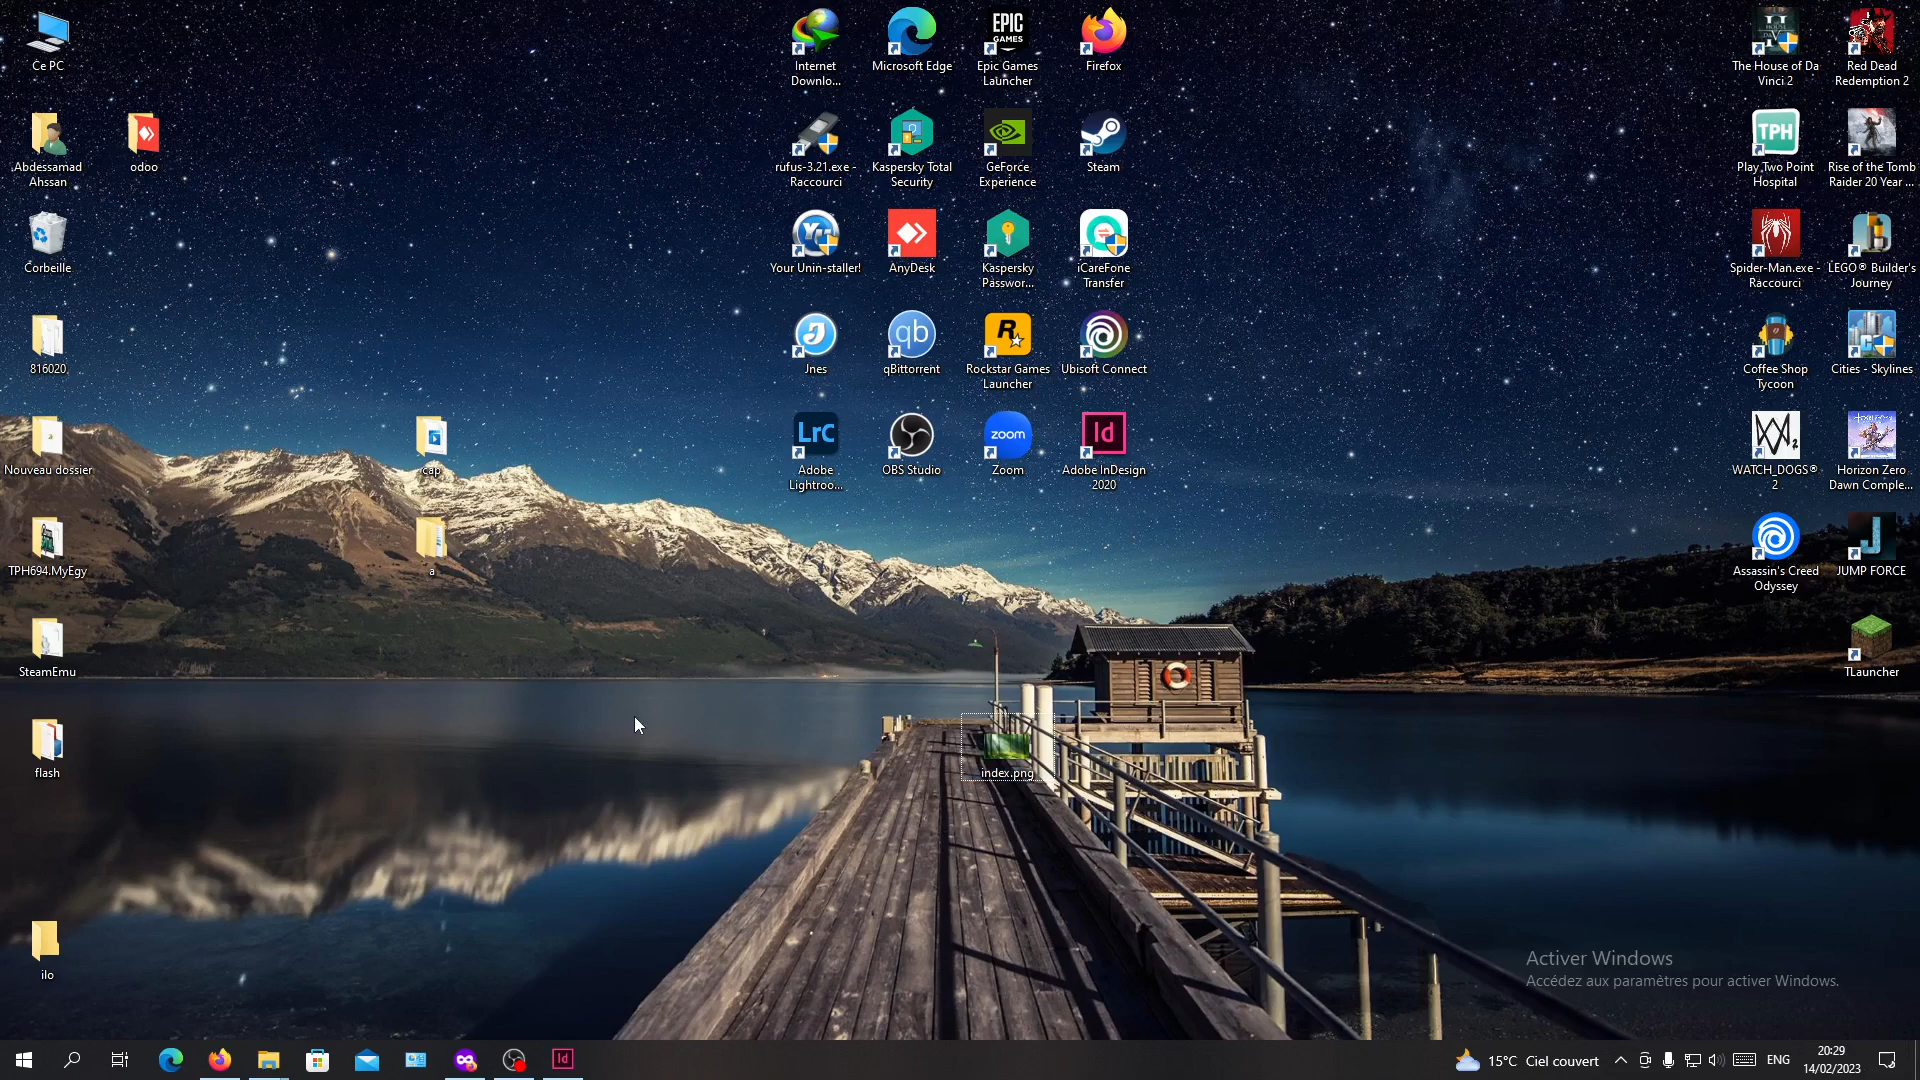 Ce PC
Internet
Downlo...
Microsoft Edge
EPIC
GAMES
Epic Games
Launcher
Firefox
The House of Da
Vinci 2
Red Dead
Redemption 2
Abdessamad
Ahssan
odoo
rufus-3.21.exe -
Raccourci
Kaspersky Total
Security
GeForce
Experience
Steam
TPH
Play Two Point
Hospital
Rise of the Tomb
Raider 20 Year ...
Corbeille
Your Unin-staller!
AnyDesk
Kaspersky
Passwor...
iCareFone
Transfer
Spider-Man.exe -
Raccourci
LEGO® Builder's
Journey
816020
Jnes
qb
qBittorrent
R
Rockstar Games
Launcher
Ubisoft Connect
Coffee Shop
Tycoon
Cities - Skylines
Nouveau dossier
cap
LrC
Adobe
Lightroo...
OBS Studio
zoom
Zoom
Id
Adobe InDesign
2020
WATCH_DOGS®
2
Horizon Zero
Dawn Comple...
TPH694.MyEgy
a
Assassin's Creed
Odyssey
JUMP FORCE
SteamEmu
TLauncher
flash
index.png
ilo
Activer Windows
Accédez aux paramètres pour activer Windows.
Id
15°C Ciel couvert
ENG
20:29
14/02/2023